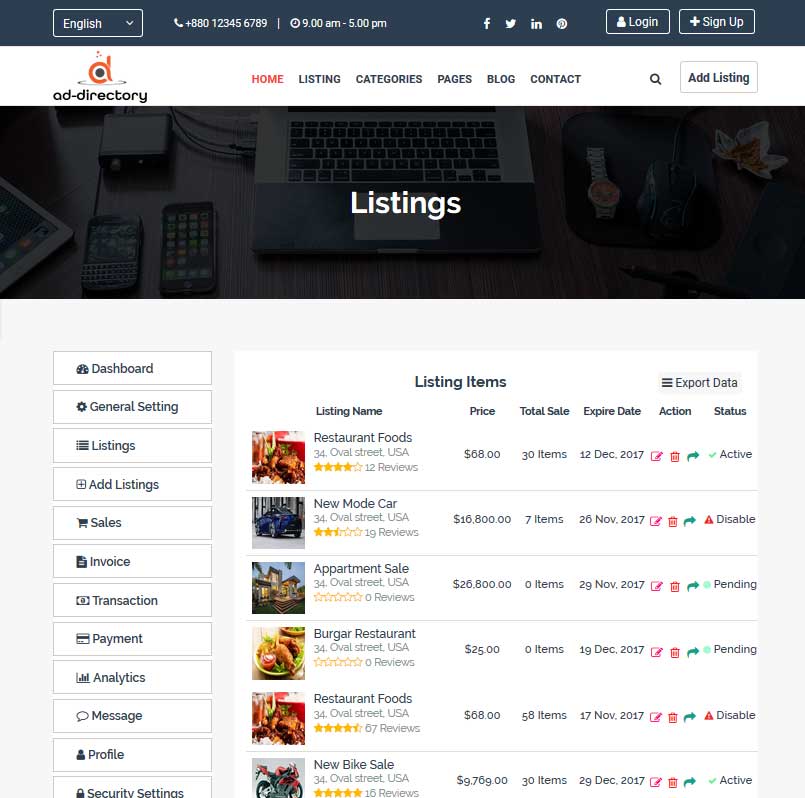 English +880 12345 6789 | 9.00 am - 5.00 pm Login Sign Up
ad-directory
HOME LISTING CATEGORIES PAGES BLOG CONTACT Add Listing
Listings
Dashboard
General Setting
Listings
Add Listings
Sales
Invoice
Transaction
Payment
Analytics
Message
Profile
Security Settings
Listing Items Export Data
Listing Name Price Total Sale Expire Date Action Status
Restaurant Foods
34, Oval street, USA
12 Reviews
$68.00 30 Items 12 Dec, 2017 Active
New Mode Car
34, Oval street, USA
19 Reviews
$16,800.00 7 Items 26 Nov, 2017 Disable
Appartment Sale
34, Oval street, USA
0 Reviews
$26,800.00 0 Items 29 Nov, 2017 Pending
Burgar Restaurant
34, Oval street, USA
0 Reviews
$25.00 0 Items 19 Dec, 2017 Pending
Restaurant Foods
34, Oval street, USA
67 Reviews
$68.00 58 Items 17 Nov, 2017 Disable
New Bike Sale
34, Oval street, USA
16 Reviews
$9,769.00 30 Items 29 Dec, 2017 Active